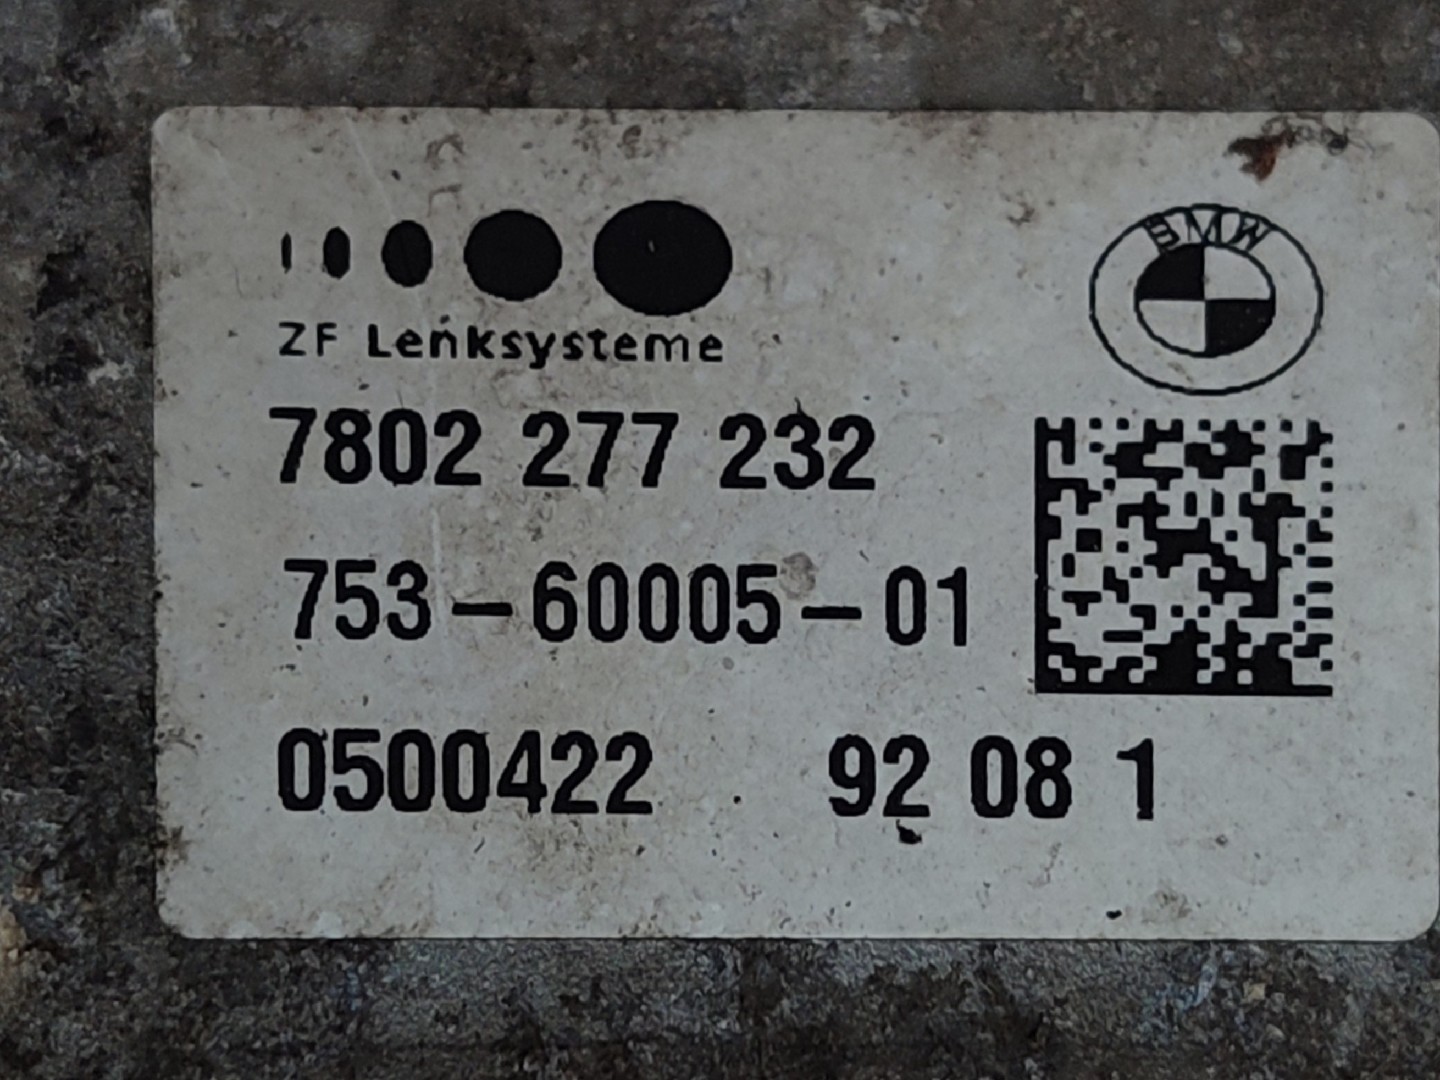 BMW
ZF Lenksysteme
7802 277 232
753-60005-01
0500422 92 08 1